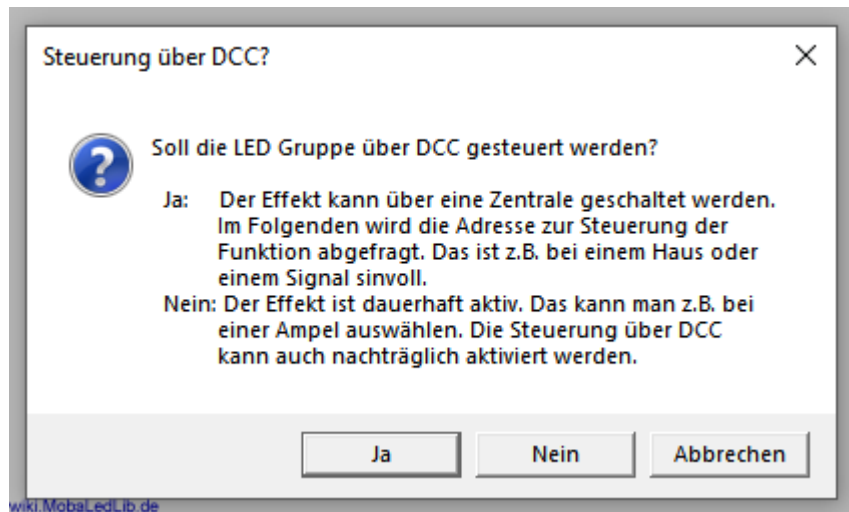 Steuerung über DCC?
Soll die LED Gruppe über DCC gesteuert werden?
Ja: Der Effekt kann über eine Zentrale geschaltet werden.
Im Folgenden wird die Adresse zur Steuerung der
Funktion abgefragt. Das ist z.B. bei einem Haus oder
einem Signal sinvoll.
Nein: Der Effekt ist dauerhaft aktiv. Das kann man z.B. bei
einer Ampel auswählen. Die Steuerung über DCC
kann auch nachträglich aktiviert werden.
Ja Nein Abbrechen
wiki.MobaLedLib.de